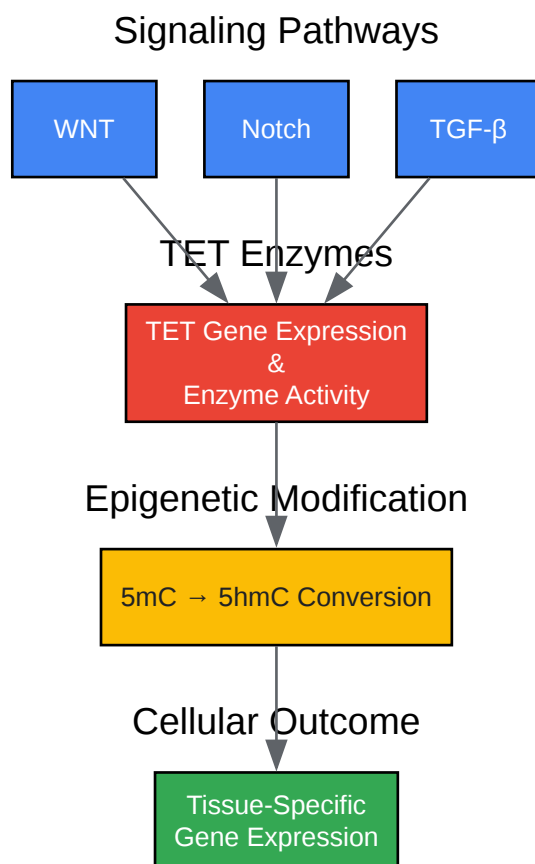 Signaling Pathways
WNT
Notch
TGF-β
TET Enzymes
TET Gene Expression
&
Enzyme Activity
Epigenetic Modification
5mC → 5hmC Conversion
Cellular Outcome
Tissue-Specific
Gene Expression